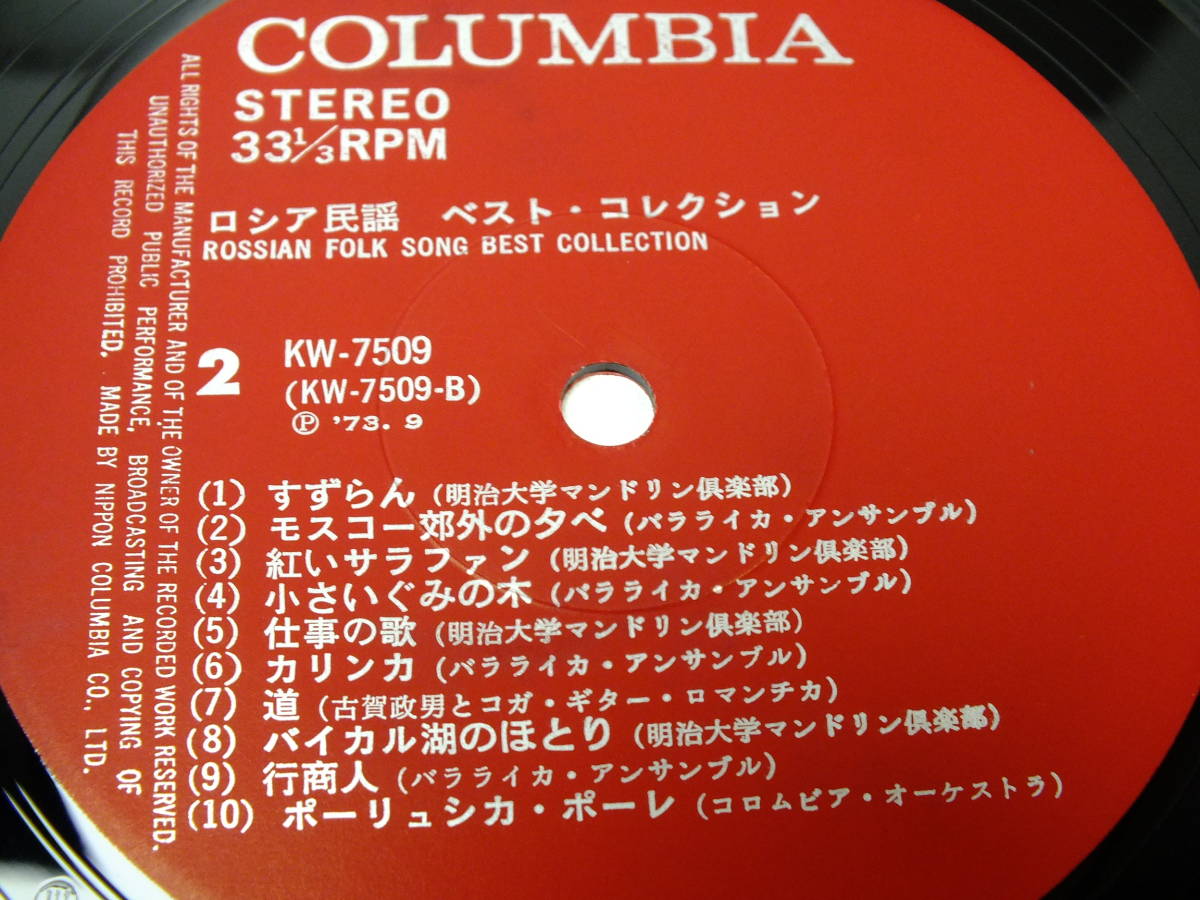 COLUMBIA
STEREO
33 1/3 RPM
ロシア民謡 ベスト・コレクション
ROSSIAN FOLK SONG BEST COLLECTION
2
KW-7509
(KW-7509-B)
Ⓟ '73. 9
(1) すずらん (明治大学マンドリン倶楽部)
(2) モスコー郊外の夕べ (バラライカ・アンサンブル)
(3) 紅いサラファン (明治大学マンドリン倶楽部)
(4) 小さいぐみの木 (バラライカ・アンサンブル)
(5) 仕事の歌 (明治大学マンドリン倶楽部)
(6) カリンカ (バラライカ・アンサンブル)
(7) 道 (古賀政男とコガ・ギター・ロマンチカ)
(8) バイカル湖のほとり (明治大学マンドリン倶楽部)
(9) 行商人 (バラライカ・アンサンブル)
(10) ポーリュシカ・ポーレ (コロムビア・オーケストラ)
ALL RIGHTS OF THE MANUFACTURER AND OF THE OWNER OF THE RECORDED WORK RESERVED.
UNAUTHORIZED PUBLIC PERFORMANCE, BROADCASTING AND COPYING OF
THIS RECORD PROHIBITED. MADE BY NIPPON COLUMBIA CO., LTD.